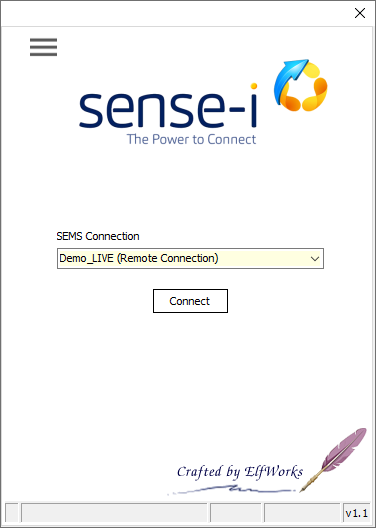 sense-i
The Power to Connect
SEMS Connection
Demo_LIVE (Remote Connection)
Connect
Crafted by ElfWorks
v1.1